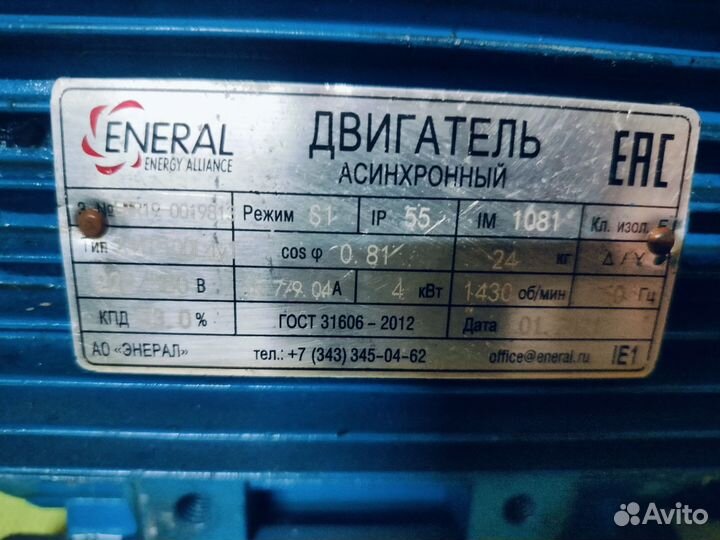 ENERAL
ENERGY ALLIANCE
ДВИГАТЕЛЬ
АСИНХРОННЫЙ
EAC
Режим S1 IP 55 IM 1081 Кл. изол.
cos φ 0.81 24 кг Δ/Y
В А 4 кВт 1430 об/мин Гц
КПД % ГОСТ 31606 – 2012 Дата
АО «ЭНЕРАЛ» тел.: +7 (343) 345-04-62 office@eneral.ru IE1
Avito